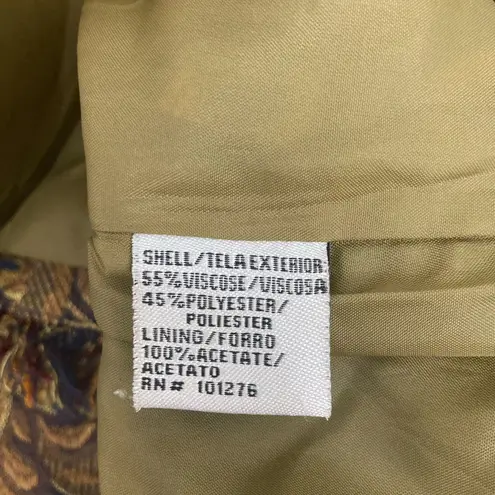 SHELL/TELA EXTERIOR
55%VISCOSE/VISCOSA
45%POLYESTER/
POLIESTER
LINING/FORRO
100%ACETATE/
ACETATO
RN# 101276